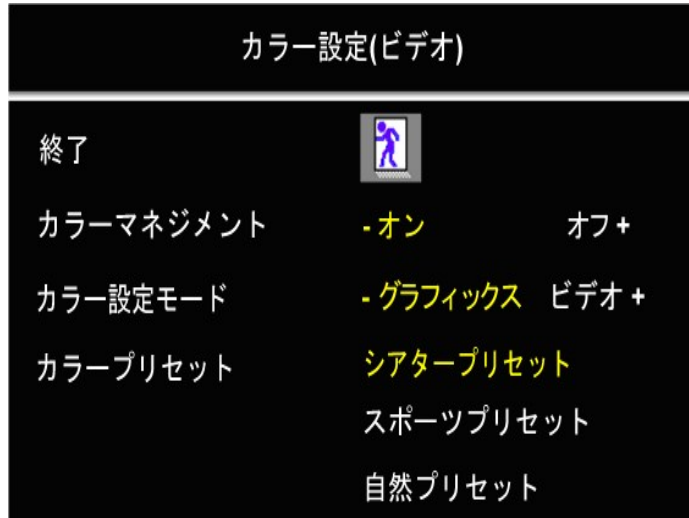 カラー設定(ビデオ)
終了
カラーマネジメント - オン オフ +
カラー設定モード - グラフィックス ビデオ +
カラープリセット シアタープリセット
スポーツプリセット
自然プリセット